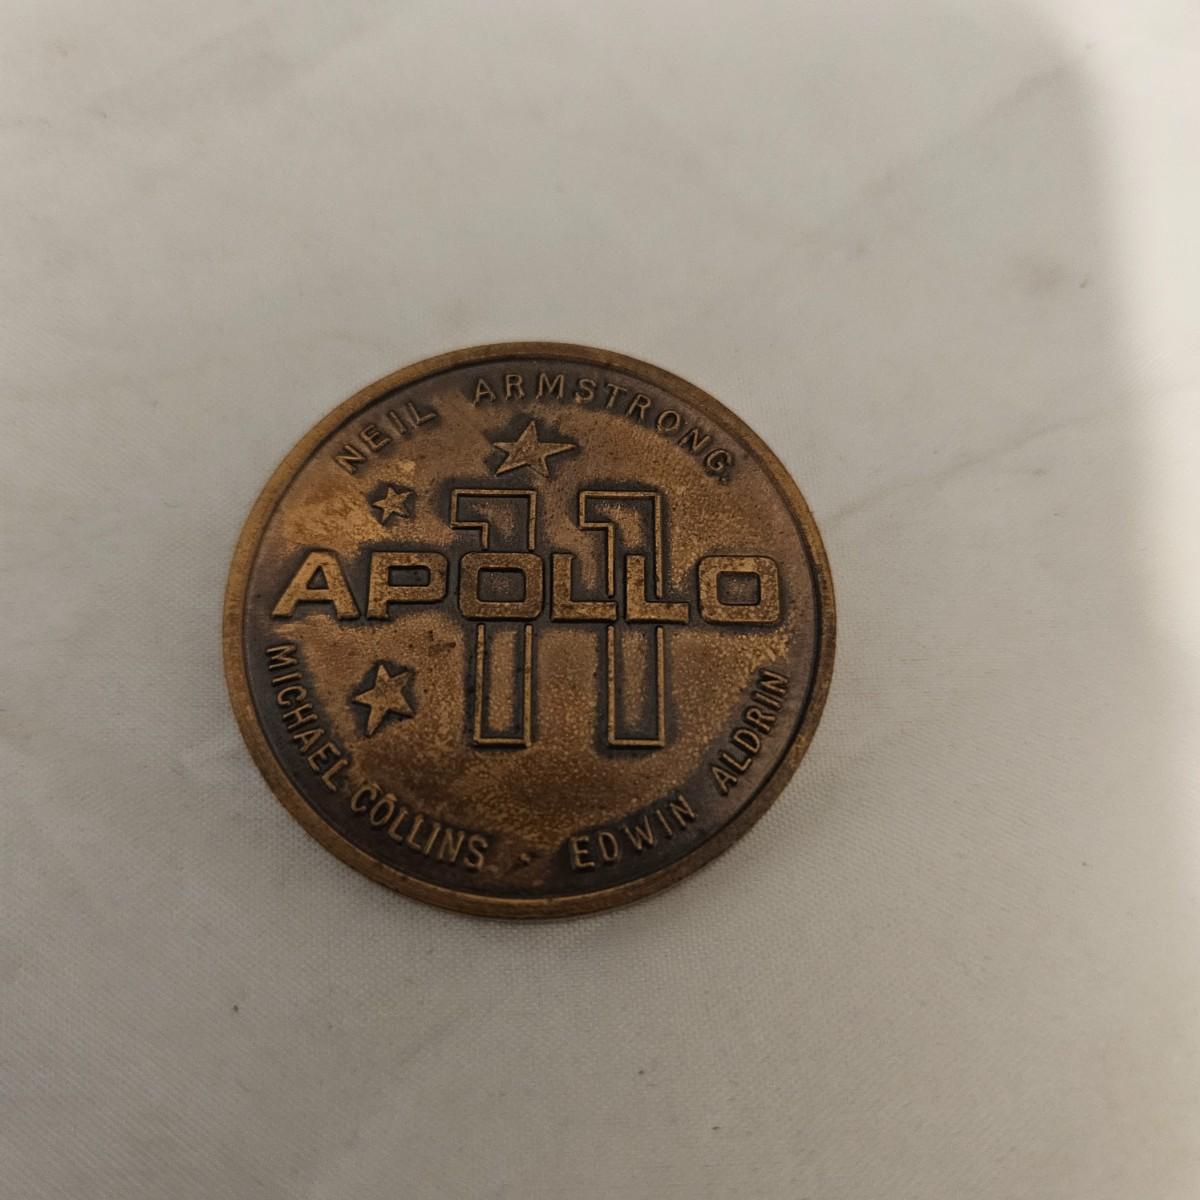 NEIL ARMSTRONG
11
APOLLO
MICHAEL COLLINS · EDWIN ALDRIN